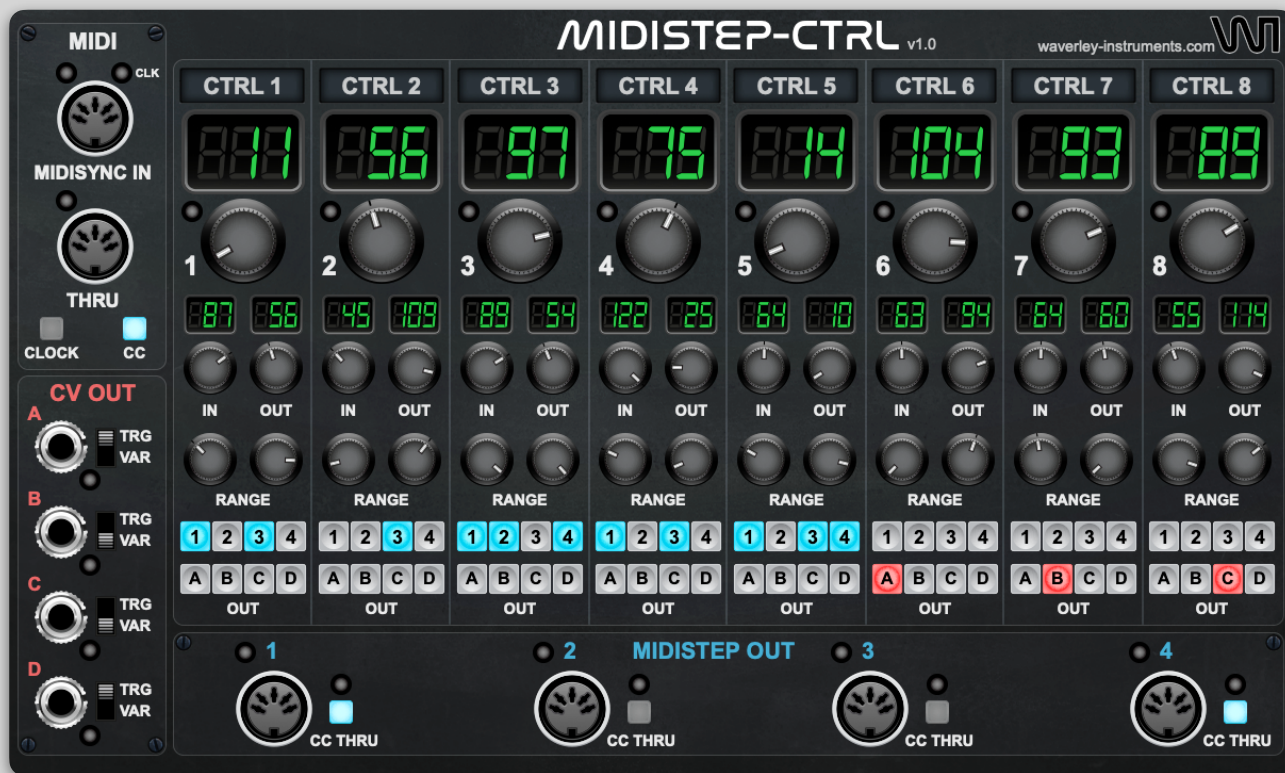 MIDISTEP-CTRL v1.0
waverley-instruments.com
MIDI
CLK
MIDISYNC IN
THRU
CLOCK CC
CV OUT
A
TRG
VAR
B
TRG
VAR
C
TRG
VAR
D
TRG
VAR
CTRL 1 CTRL 2 CTRL 3 CTRL 4 CTRL 5 CTRL 6 CTRL 7 CTRL 8
11 56 97 75 14 104 93 89
1 2 3 4 5 6 7 8
87 56 45 109 89 54 122 25 64 10 63 94 64 60 55 114
IN OUT IN OUT IN OUT IN OUT IN OUT IN OUT IN OUT IN OUT
RANGE RANGE RANGE RANGE RANGE RANGE RANGE RANGE
1 2 3 4 1 2 3 4 1 2 3 4 1 2 3 4 1 2 3 4 1 2 3 4 1 2 3 4 1 2 3 4
A B C D A B C D A B C D A B C D A B C D A B C D A B C D A B C D
OUT OUT OUT OUT OUT OUT OUT OUT
1 2 MIDISTEP OUT 3 4
CC THRU CC THRU CC THRU CC THRU